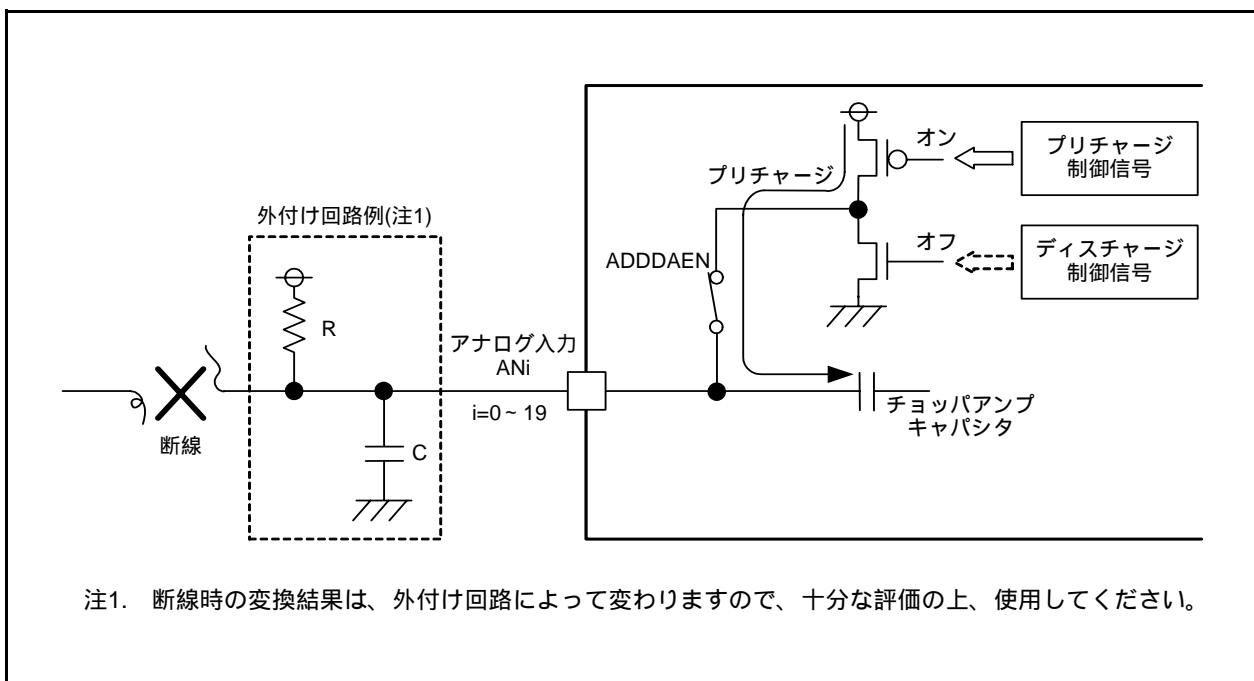 オン
プリチャージ
制御信号
プリチャージ
外付け回路例(注1)
オフ
ディスチャージ
制御信号
ADDDAEN
R
アナログ入力
ANi
i=0 ~ 19
チョッパアンプ
キャパシタ
断線
C
注1. 断線時の変換結果は、外付け回路によって変わりますので、十分な評価の上、使用してください。